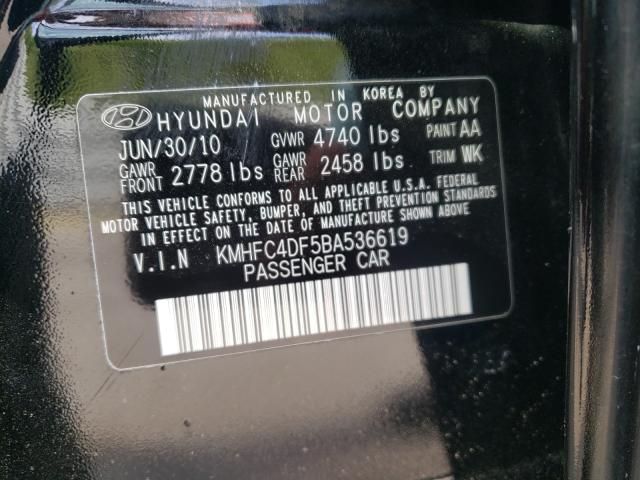 MANUFACTURED IN KOREA BY
HYUNDAI MOTOR COMPANY
JUN/30/10 GVWR 4740 lbs PAINT AA
GAWR FRONT 2778 lbs GAWR REAR 2458 lbs TRIM WK
THIS VEHICLE CONFORMS TO ALL APPLICABLE U.S.A. FEDERAL
MOTOR VEHICLE SAFETY, BUMPER, AND THEFT PREVENTION STANDARDS
IN EFFECT ON THE DATE OF MANUFACTURE SHOWN ABOVE.
V.I.N KMHFC4DF5BA536619
PASSENGER CAR